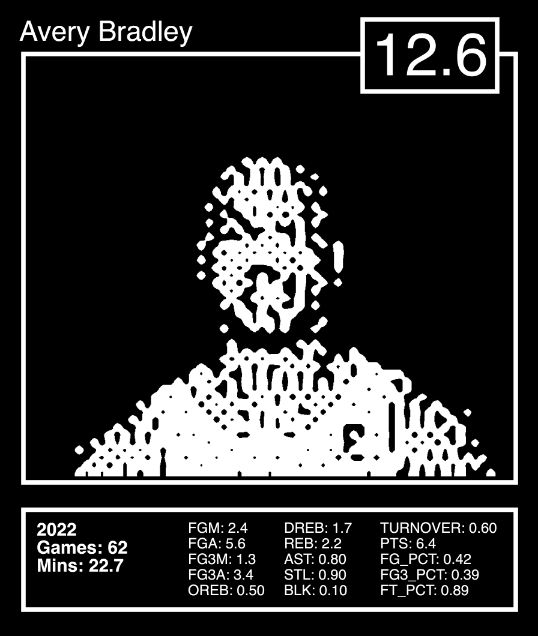 Avery Bradley
12.6
2022
Games: 62
Mins: 22.7
FGM: 2.4
FGA: 5.6
FG3M: 1.3
FG3A: 3.4
OREB: 0.50
DREB: 1.7
REB: 2.2
AST: 0.80
STL: 0.90
BLK: 0.10
TURNOVER: 0.60
PTS: 6.4
FG_PCT: 0.42
FG3_PCT: 0.39
FT_PCT: 0.89